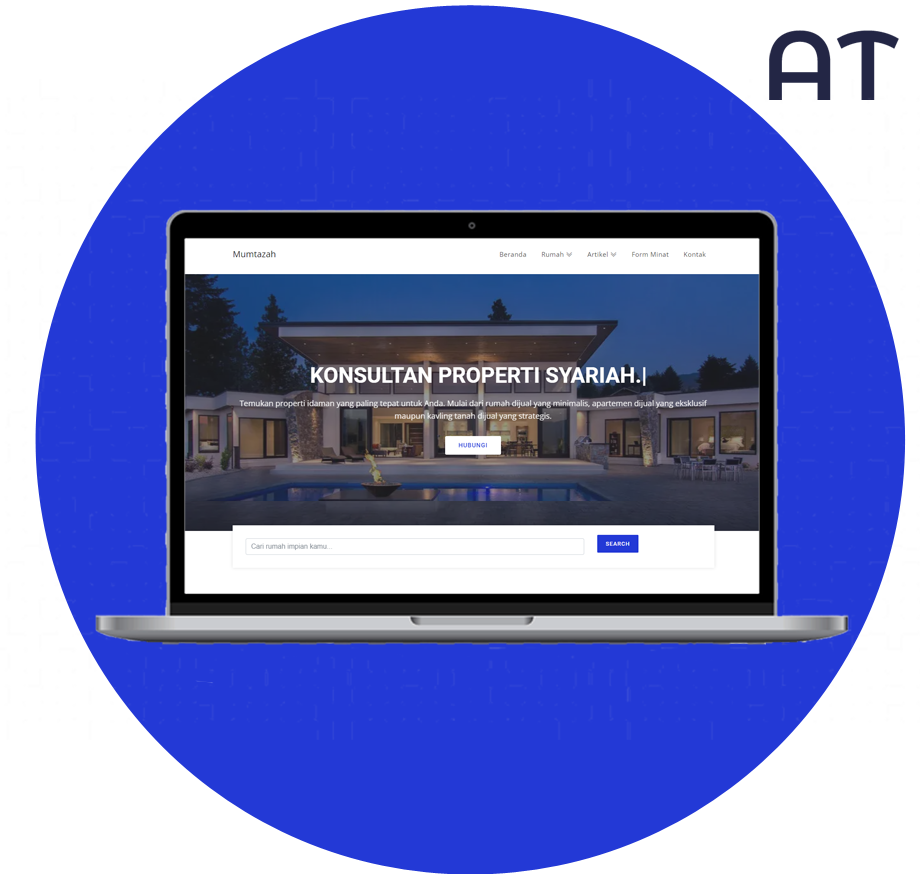 AT
Mumtazah
Beranda Rumah Artikel Form Minat Kontak
KONSULTAN PROPERTI SYARIAH.|
Temukan properti idaman yang paling tepat untuk Anda. Mulai dari rumah dijual yang minimalis, apartemen dijual yang eksklusif
maupun kavling tanah dijual yang strategis.
HUBUNGI
Cari rumah impian kamu...
SEARCH